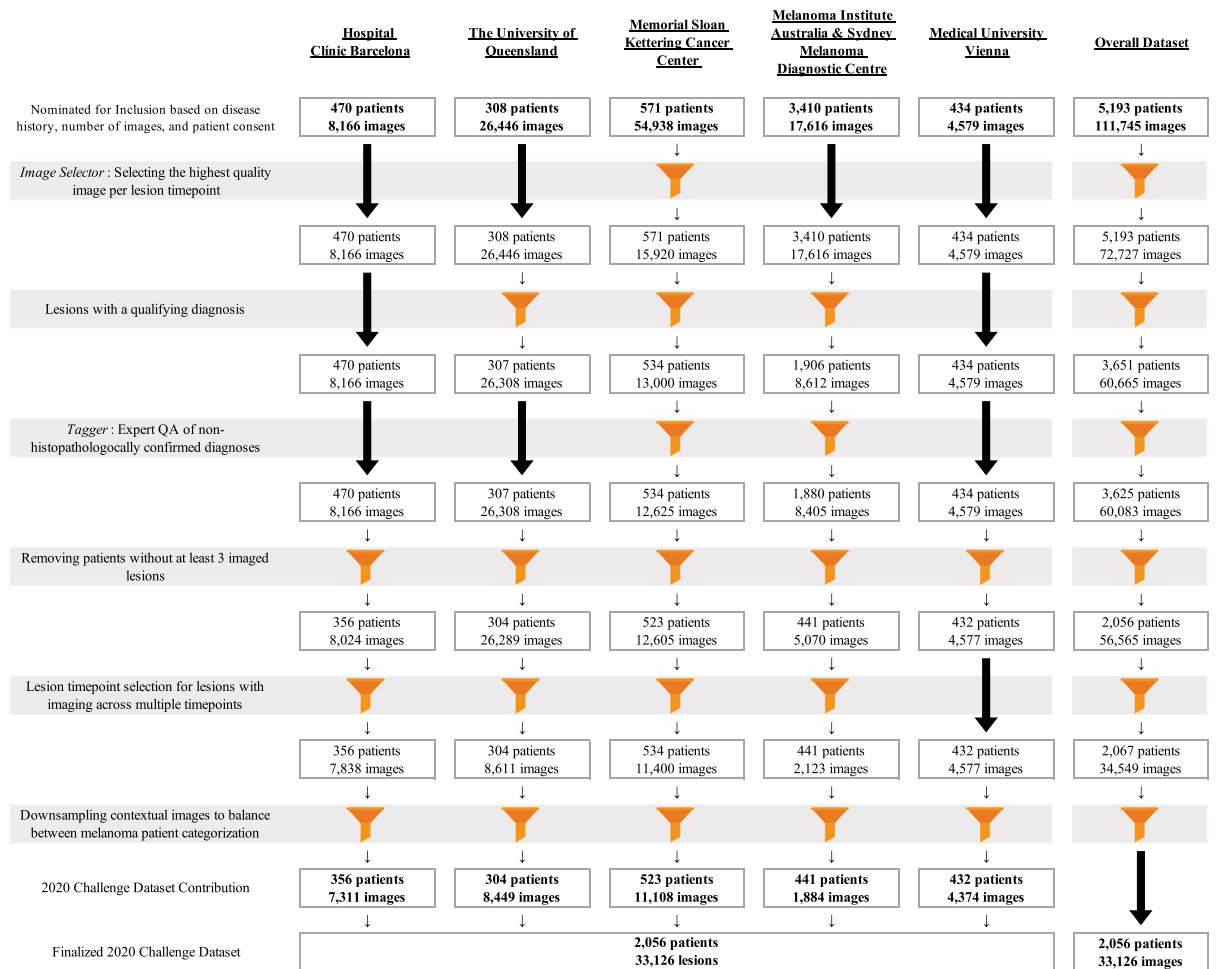 Hospital
Clínic Barcelona
The University of
Queensland
Memorial Sloan
Kettering Cancer
Center
Melanoma Institute
Australia & Sydney
Melanoma
Diagnostic Centre
Medical University
Vienna
Overall Dataset
Nominated for Inclusion based on disease
history, number of images, and patient consent
470 patients
8,166 images
308 patients
26,446 images
571 patients
54,938 images
3,410 patients
17,616 images
434 patients
4,579 images
5,193 patients
111,745 images
Image Selector : Selecting the highest quality
image per lesion timepoint
470 patients
8,166 images
308 patients
26,446 images
571 patients
15,920 images
3,410 patients
17,616 images
434 patients
4,579 images
5,193 patients
72,727 images
Lesions with a qualifying diagnosis
470 patients
8,166 images
307 patients
26,308 images
534 patients
13,000 images
1,906 patients
8,612 images
434 patients
4,579 images
3,651 patients
60,665 images
Tagger : Expert QA of non-
histopathologocally confirmed diagnoses
470 patients
8,166 images
307 patients
26,308 images
534 patients
12,625 images
1,880 patients
8,405 images
434 patients
4,579 images
3,625 patients
60,083 images
Removing patients without at least 3 imaged
lesions
356 patients
8,024 images
304 patients
26,289 images
523 patients
12,605 images
441 patients
5,070 images
432 patients
4,577 images
2,056 patients
56,565 images
Lesion timepoint selection for lesions with
imaging across multiple timepoints
356 patients
7,838 images
304 patients
8,611 images
534 patients
11,400 images
441 patients
2,123 images
432 patients
4,577 images
2,067 patients
34,549 images
Downsampling contextual images to balance
between melanoma patient categorization
2020 Challenge Dataset Contribution
356 patients
7,311 images
304 patients
8,449 images
523 patients
11,108 images
441 patients
1,884 images
432 patients
4,374 images
Finalized 2020 Challenge Dataset
2,056 patients
33,126 lesions
2,056 patients
33,126 images